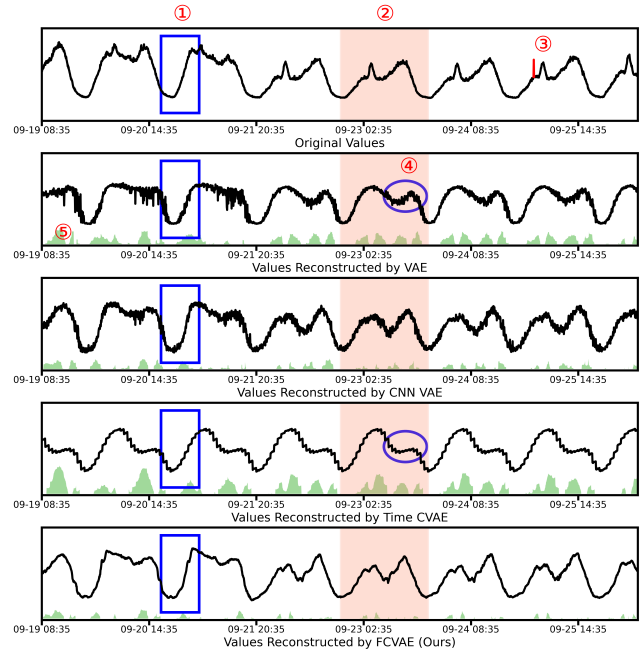 ① ② ③
09-19 08:35 09-20 14:35 09-21 20:35 09-23 02:35 09-24 08:35 09-25 14:35
Original Values
④
⑤
09-19 08:35 09-20 14:35 09-21 20:35 09-23 02:35 09-24 08:35 09-25 14:35
Values Reconstructed by VAE
09-19 08:35 09-20 14:35 09-21 20:35 09-23 02:35 09-24 08:35 09-25 14:35
Values Reconstructed by CNN VAE
09-19 08:35 09-20 14:35 09-21 20:35 09-23 02:35 09-24 08:35 09-25 14:35
Values Reconstructed by Time CVAE
09-19 08:35 09-20 14:35 09-21 20:35 09-23 02:35 09-24 08:35 09-25 14:35
Values Reconstructed by FCVAE (Ours)